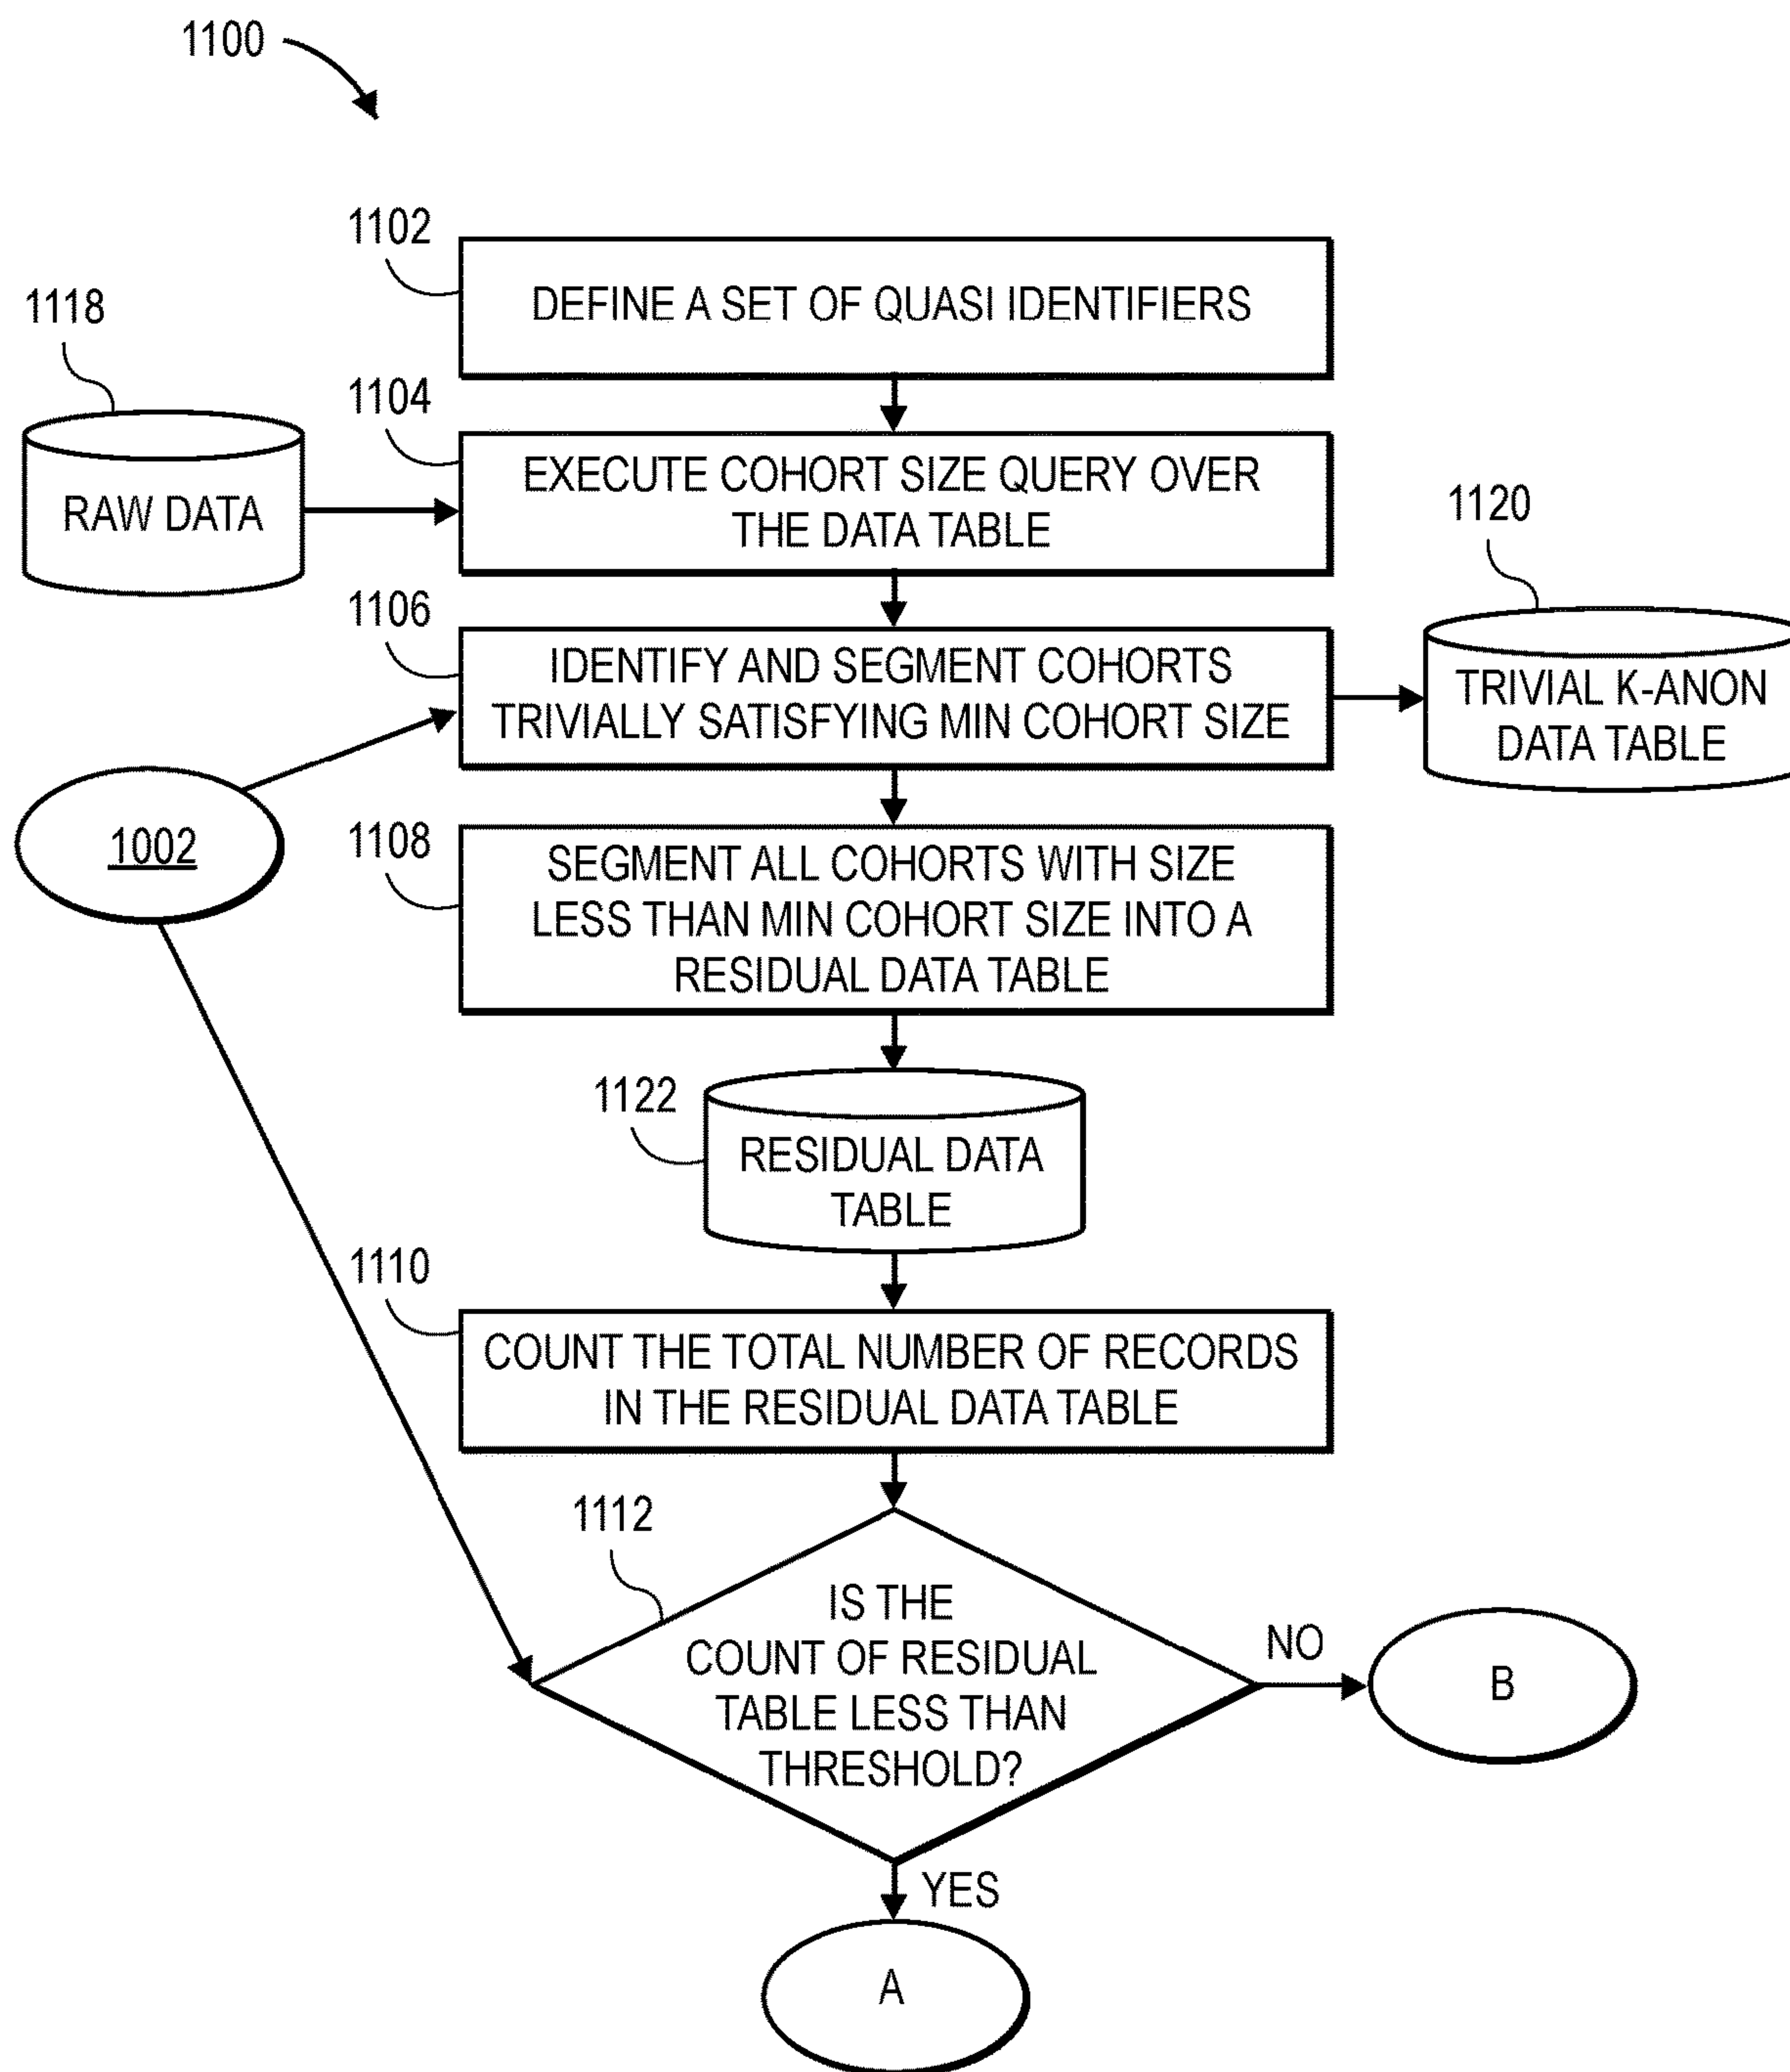 1100
1102
DEFINE A SET OF QUASI IDENTIFIERS
1118
RAW DATA
1104
EXECUTE COHORT SIZE QUERY OVER
THE DATA TABLE
1120
TRIVIAL K-ANON
DATA TABLE
1106
IDENTIFY AND SEGMENT COHORTS
TRIVIALLY SATISFYING MIN COHORT SIZE
1002
1108
SEGMENT ALL COHORTS WITH SIZE
LESS THAN MIN COHORT SIZE INTO A
RESIDUAL DATA TABLE
1122
RESIDUAL DATA
TABLE
1110
COUNT THE TOTAL NUMBER OF RECORDS
IN THE RESIDUAL DATA TABLE
1112
IS THE
COUNT OF RESIDUAL
TABLE LESS THAN
THRESHOLD?
NO
B
YES
A